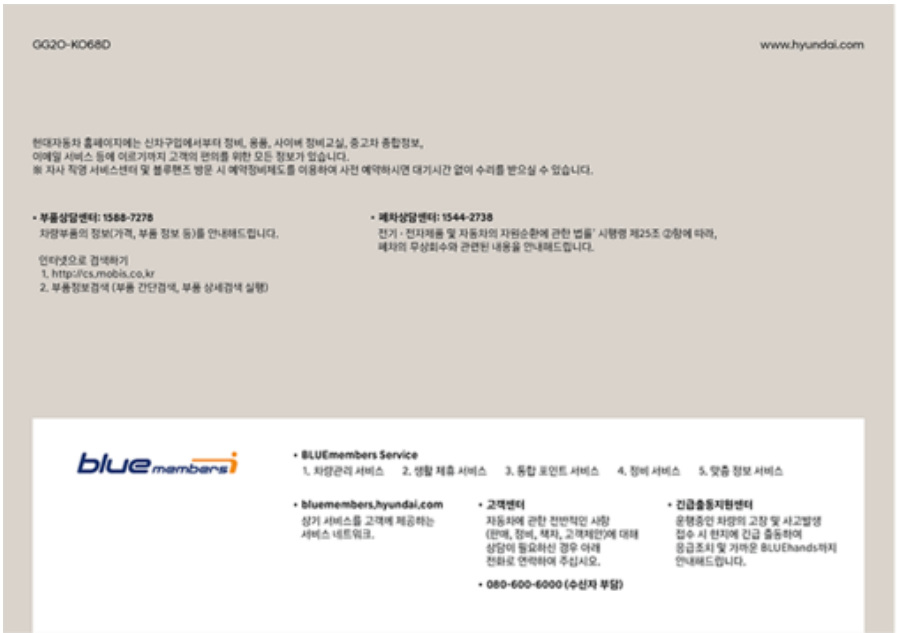 GG2O-KO68D
www.hyundai.com
현대자동차 홈페이지에는 신차구입에서부터 정비, 용품, 사이버 정비교실, 중고차 종합정보,
이메일 서비스 등에 이르기까지 고객의 편의를 위한 모든 정보가 있습니다.
※ 자사 직영 서비스센터 및 블루핸즈 방문 시 예약정비제도를 이용하여 사전 예약하시면 대기시간 없이 수리를 받으실 수 있습니다.
• 부품상담센터: 1588-7278
차량부품의 정보(가격, 부품 정보 등)를 안내해드립니다.
인터넷으로 검색하기
1. http://cs.mobis.co.kr
2. 부품정보검색 (부품 간단검색, 부품 상세검색 실행)
• 폐차상담센터: 1544-2738
전기 · 전자제품 및 자동차의 자원순환에 관한 법률’ 시행령 제25조 ②항에 따라,
폐차의 무상회수와 관련된 내용을 안내해드립니다.
blue members
• BLUEmembers Service
1. 차량관리 서비스 2. 생활 제휴 서비스 3. 통합 포인트 서비스 4. 정비 서비스 5. 맞춤 정보 서비스
• bluemembers.hyundai.com
상기 서비스를 고객에 제공하는
서비스 네트워크.
• 고객센터
자동차에 관한 전반적인 사항
(판매, 정비, 책자, 고객제안)에 대해
상담이 필요하신 경우 아래
전화로 연락하여 주십시오.
• 080-600-6000 (수신자 부담)
• 긴급출동지원센터
운행중인 차량의 고장 및 사고발생
접수 시 현지에 긴급 출동하여
응급조치 및 가까운 BLUEhands까지
안내해드립니다.